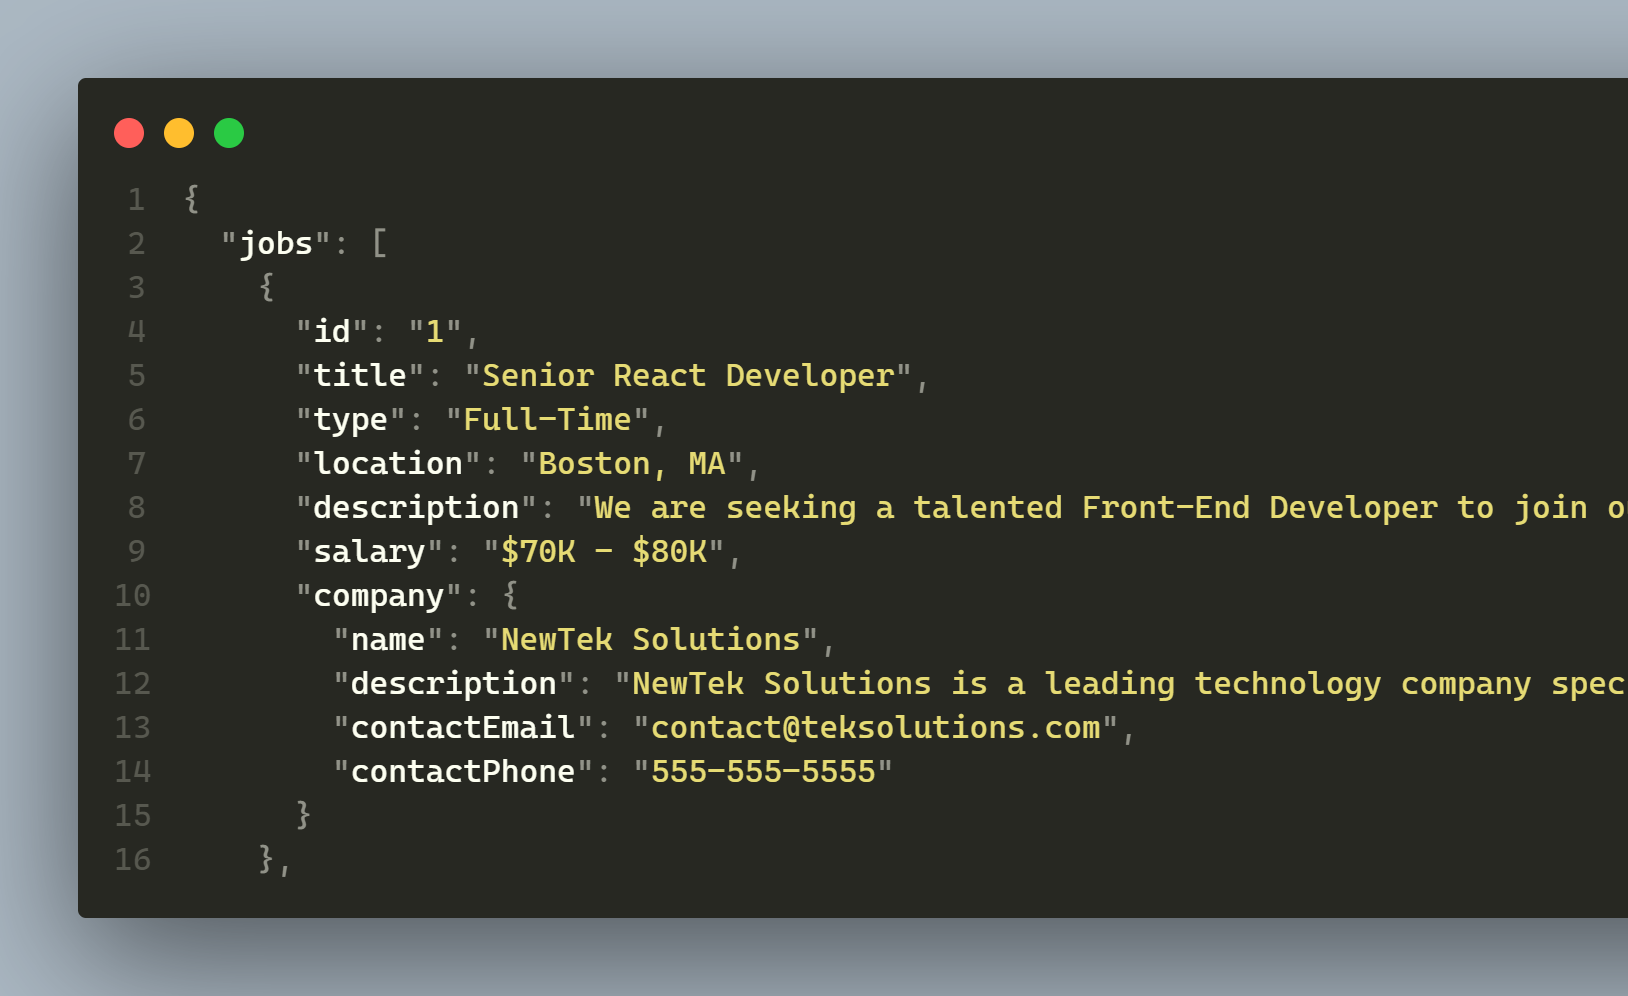 1 {
2   "jobs": [
3     {
4       "id": "1",
5       "title": "Senior React Developer",
6       "type": "Full-Time",
7       "location": "Boston, MA",
8       "description": "We are seeking a talented Front-End Developer to join
9       "salary": "$70K - $80K",
10       "company": {
11         "name": "NewTek Solutions",
12         "description": "NewTek Solutions is a leading technology company spec
13         "contactEmail": "contact@teksolutions.com",
14         "contactPhone": "555-555-5555"
15       }
16     },